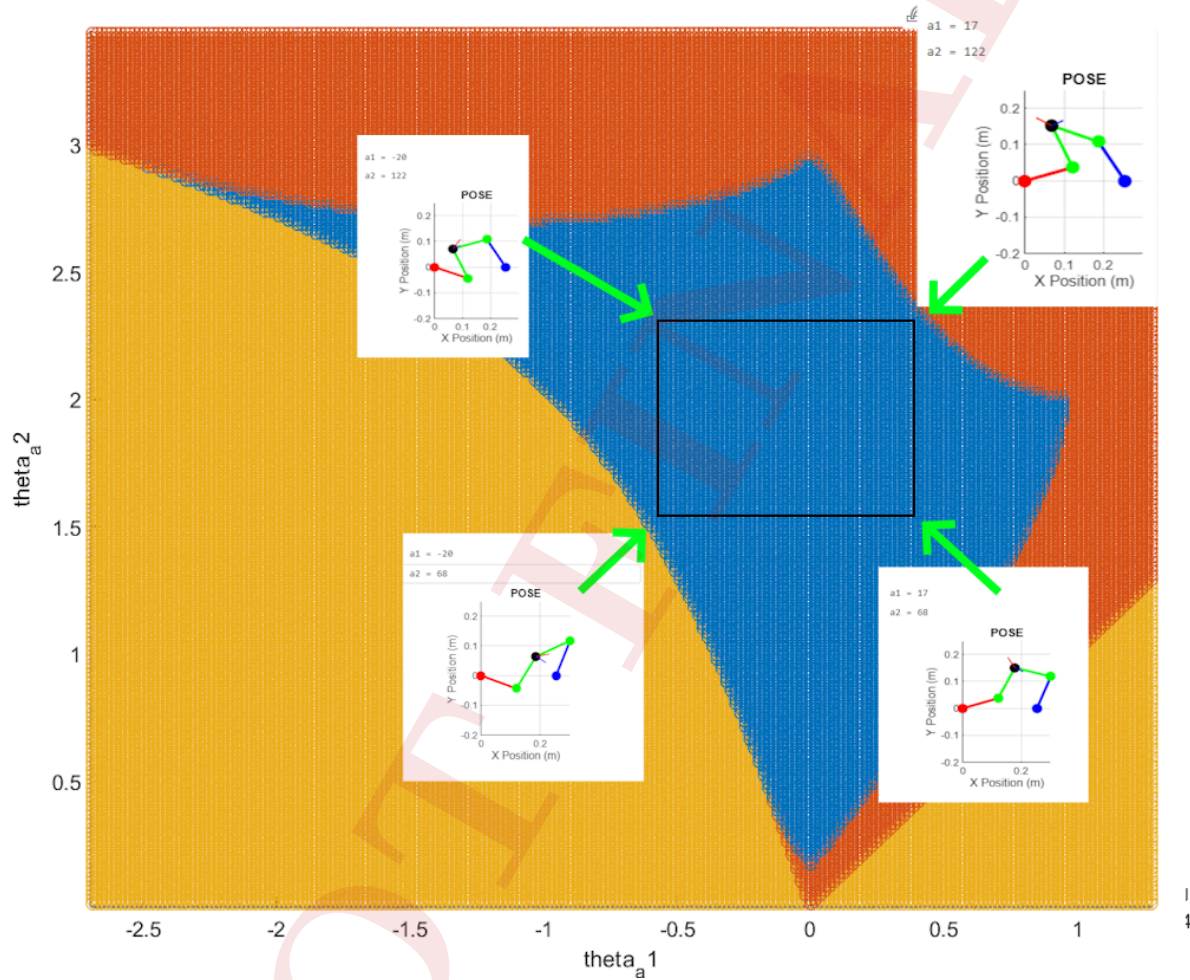 a1 = 17
a2 = 122
POSE
0.2
0.1
0
-0.1
-0.2
0 0.1 0.2
Y Position (m)
X Position (m)
a1 = -20
a2 = 122
POSE
0.2
0.1
0
-0.1
-0.2
0 0.1 0.2
Y Position (m)
X Position (m)
a1 = -20
a2 = 68
POSE
0.2
0.1
0
-0.1
-0.2
0 0.2
Y Position (m)
X Position (m)
a1 = 17
a2 = 68
POSE
0.2
0.1
0
-0.1
-0.2
0 0.2
Y Position (m)
X Position (m)
3
2.5
2
1.5
1
0.5
theta_a2
-2.5 -2 -1.5 -1 -0.5 0 0.5 1
theta_a1
OT FINA